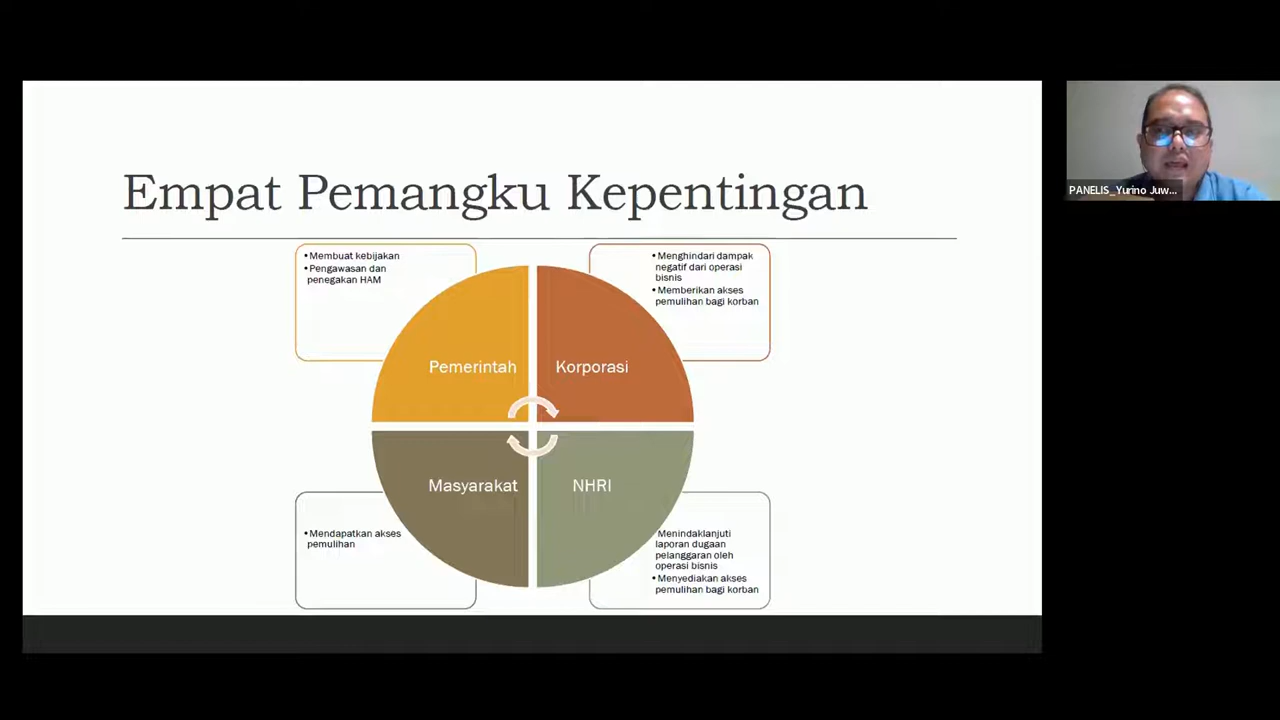 Empat Pemangku Kepentingan
•Membuat kebijakan
•Pengawasan dan
penegakan HAM
•Menghindari dampak
negatif dari operasi
bisnis
•Memberikan akses
pemulihan bagi korban
Pemerintah
Korporasi
Masyarakat
NHRI
•Mendapatkan akses
pemulihan
Menindaklanjuti
laporan dugaan
pelanggaran oleh
operasi bisnis
•Menyediakan akses
pemulihan bagi korban
PANELIS_Yurino Juw...